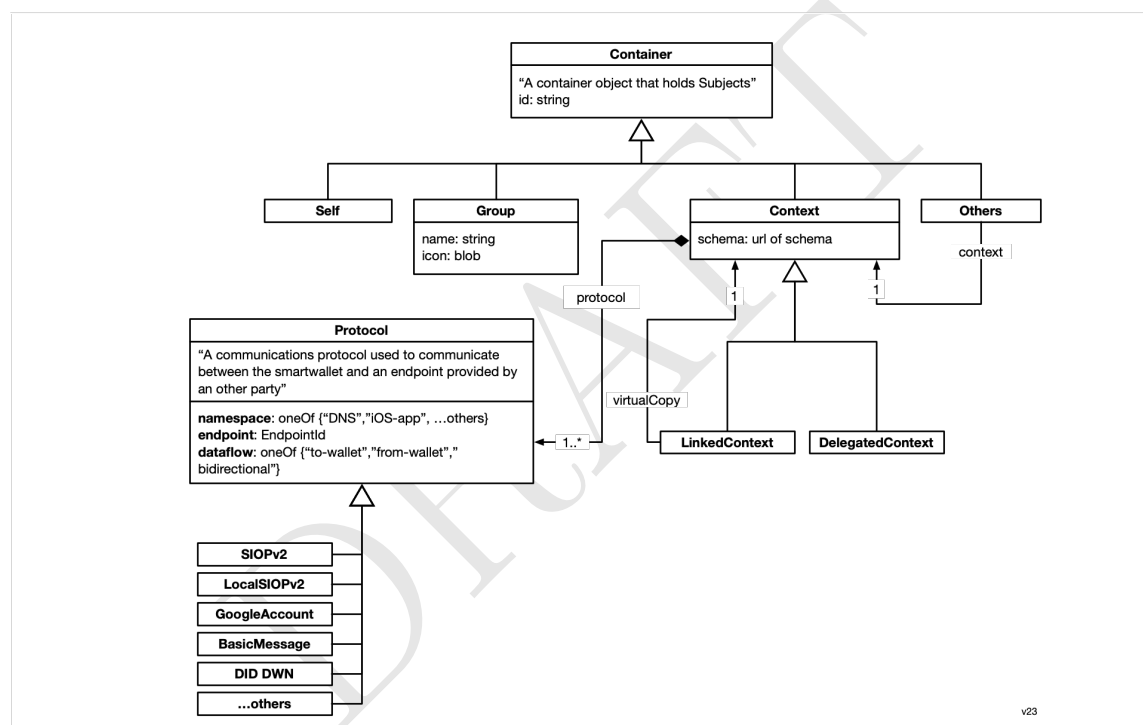 Container
“A container object that holds Subjects”
id: string
Self
Group
name: string
icon: blob
Context
schema: url of schema
Others
context
1
1
protocol
virtualCopy
1..*
Protocol
“A communications protocol used to communicate
between the smartwallet and an endpoint provided by
an other party”
namespace: oneOf {“DNS”,”iOS-app”, ...others}
endpoint: EndpointId
dataflow: oneOf {“to-wallet”,”from-wallet”,”
bidirectional”}
LinkedContext
DelegatedContext
SIOPv2
LocalSIOPv2
GoogleAccount
BasicMessage
DID DWN
...others
v23
DRAFT